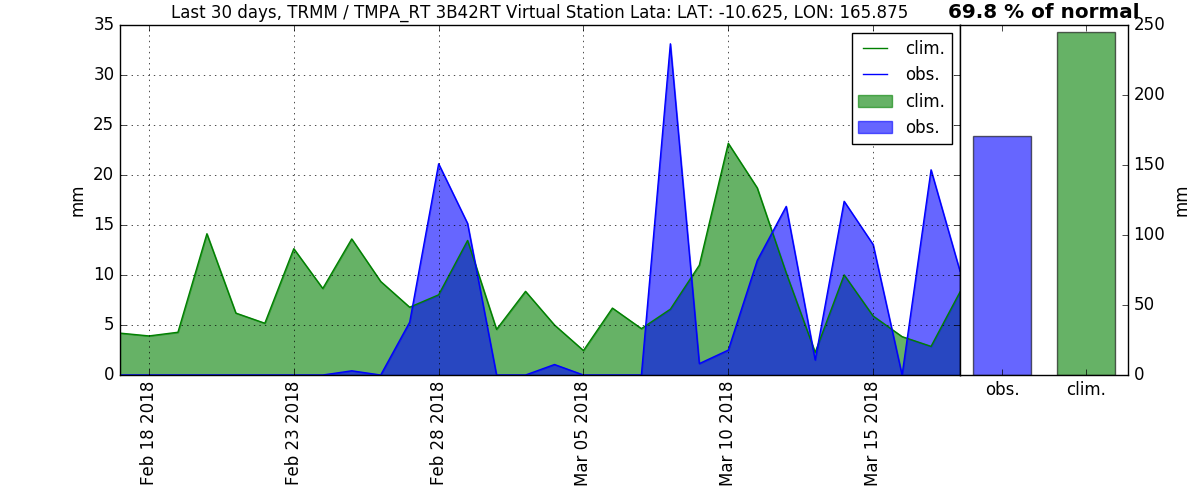 Last 30 days, TRMM / TMPA_RT 3B42RT Virtual Station Lata: LAT: -10.625, LON: 165.875
69.8 % of normal
35
30
25
20
15
10
5
0
mm
clim.
obs.
clim.
obs.
Feb 18 2018
Feb 23 2018
Feb 28 2018
Mar 05 2018
Mar 10 2018
Mar 15 2018
250
200
150
100
50
0
mm
obs.
clim.